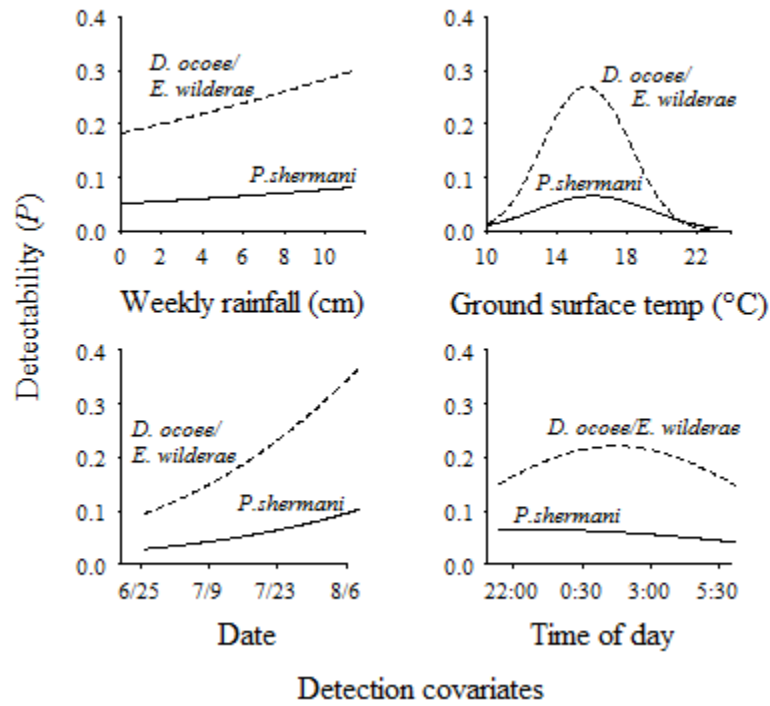 Detectability (P)
0.4
0.3
0.2
0.1
0.0
D. ocoee/
E. wilderae
P.shermani
0 2 4 6 8 10
Weekly rainfall (cm)
0.4
0.3
0.2
0.1
0.0
D. ocoee/
E. wilderae
P.shermani
10 14 18 22
Ground surface temp (°C)
0.4
0.3
0.2
0.1
0.0
D. ocoee/
E. wilderae
P.shermani
6/25 7/9 7/23 8/6
Date
0.4
0.3
0.2
0.1
0.0
D. ocoee/E. wilderae
P.shermani
22:00 0:30 3:00 5:30
Time of day
Detection covariates